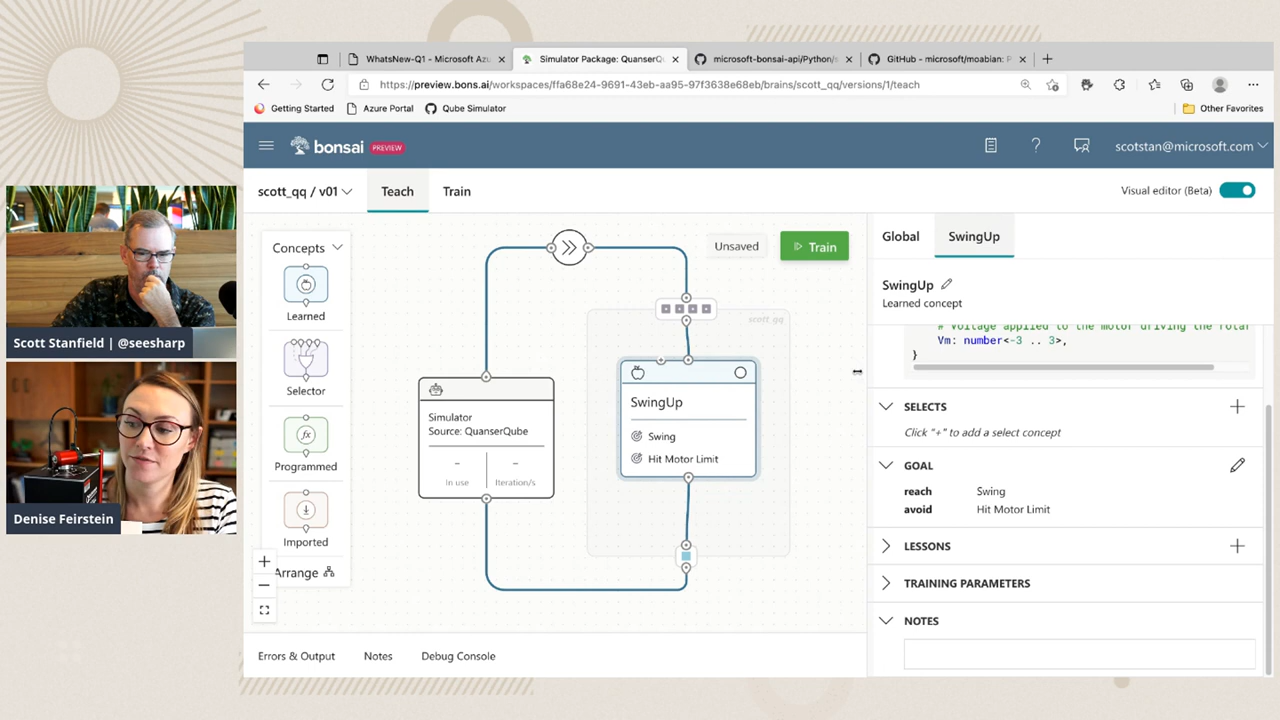 WhatsNew-Q1 - Microsoft Az
Simulator Package: QuanserQ
microsoft-bonsai-api/Python/s
GitHub - microsoft/moabian: P
https://preview.bons.ai/workspaces/ffa68e24-9691-43eb-aa95-97f3638e68eb/brains/scott_qq/versions/1/teach
Getting Started
Azure Portal
Qube Simulator
Other Favorites
bonsai PREVIEW
scotstan@microsoft.com
scott_qq / v01
Teach
Train
Visual editor (Beta)
Concepts
Learned
Selector
Programmed
Imported
Arrange
Unsaved
Train
scott qq
Simulator
Source: QuanserQube
-
-
In use
Iteration/s
SwingUp
Swing
Hit Motor Limit
Global
SwingUp
SwingUp
Learned concept
# Voltage applied to the motor driving the rotar
Vm: number<-3 .. 3>,
}
SELECTS
Click "+" to add a select concept
GOAL
reach Swing
avoid Hit Motor Limit
LESSONS
TRAINING PARAMETERS
NOTES
Errors & Output
Notes
Debug Console
Scott Stanfield | @seesharp
Denise Feirstein